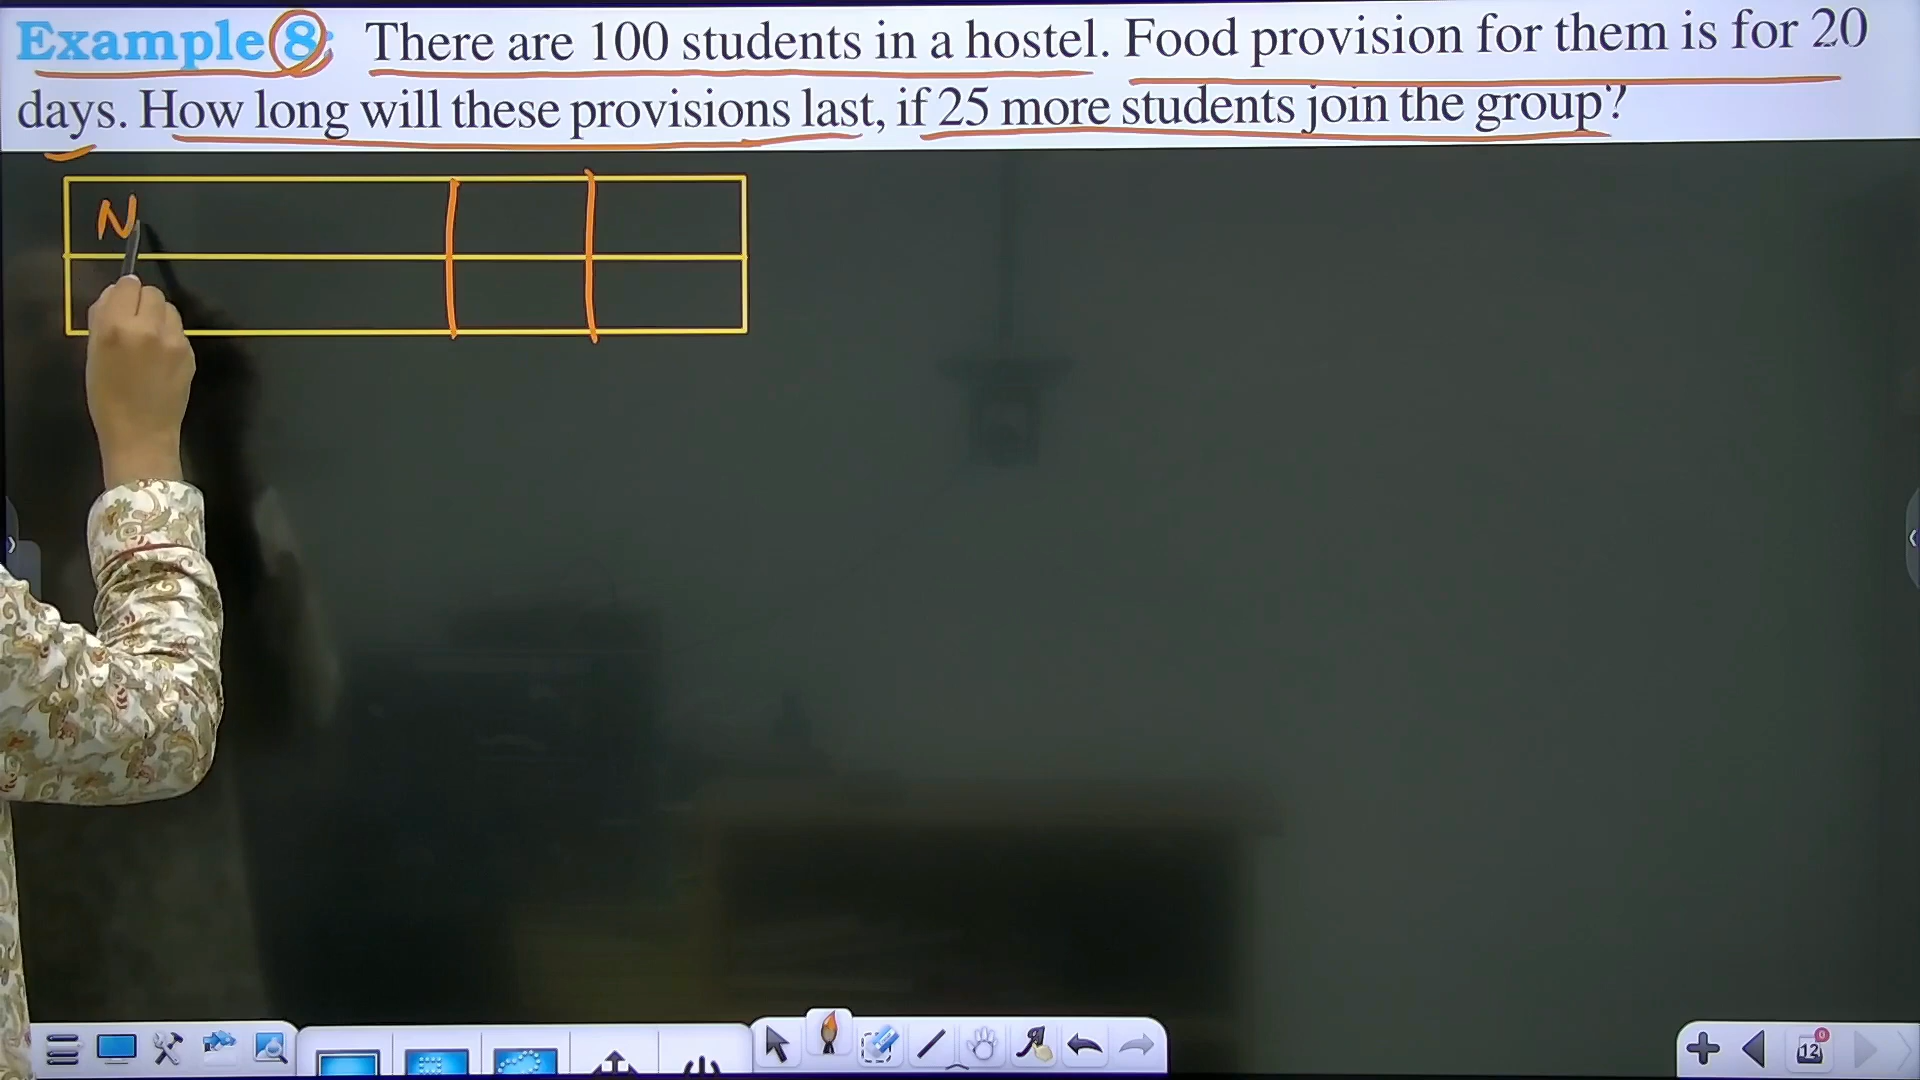 Example 8: There are 100 students in a hostel. Food provision for them is for 20
days. How long will these provisions last, if 25 more students join the group?
N
12
0